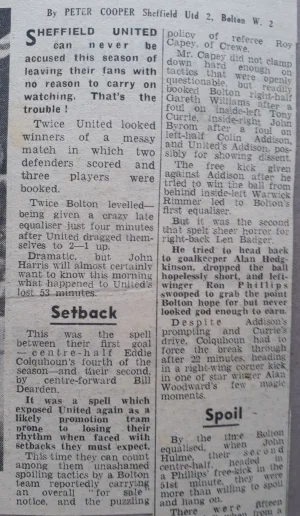 By PETER COOPER Sheffield Utd 2, Bolton W. 2
SHEFFIELD UNITED
can never be
accused this season of
leaving their fans with
no reason to carry on
watching. That's the
trouble!
Twice United looked
winners of a messy
match in which two
defenders scored and
three players were
booked.
Twice Bolton levelled—
being given a crazy late
equaliser just four minutes
after United dragged them-
selves to 2—1 up.
Dramatic, but John
Harris will almost certainly
want to know this morning
what happened to United's
lost 53 minutes.
Setback
This was the spell
between their first goal
—centre-half Eddie
Colquhoun's fourth of the
season—and their second,
by centre-forward Bill
Dearden.
It was a spell which
exposed United again as a
likely promotion team
prone to losing their
rhythm when faced with
setbacks they must expect.
This time they can count
among them unashamed
spoiling tactics by a Bolton
team reportedly carrying
an overall "for sale"
notice, and the puzzling
policy of referee Roy
Capey, of Crewe.
Mr. Capey did not clamp
down hard enough on
tactics that were openly
questionable, but readily
booked Bolton right-half
Gareth Williams after a
foul on inside-left Tony
Currie, inside-right John
Byrom after a foul on
left-half Colin Addison,
and United's Addison pos-
sibly for showing dissent.
The free kick given
against Addison after he
tried to win the ball from
behind inside-left Warwick
Rimmer led to Bolton's
first equaliser.
But it was the second
that spelt sheer horror for
right-back Len Badger.
He tried to head back
to goalkeeper Alan Hodg-
kinson, dropped the ball
hopelessly short, and left-
winger Ron Phillips
swooped to grab the point
Bolton hope for but never
looked god enough to earn.
Despite Addison's
prompting and Currie's
drive, Colquhoun had to
force the break through
after 22 minutes, heading
in a right-wing corner kick
in one of star winger Alan
Woodward's few magic
moments.
Spoil
By the time Bolton
equalised, when John
Hulme, their second
centre-half, headed in
a Phillips free-kick in the
51st minute, they were
more than willing to spoil
and hang on.
There were fifteen
than from a